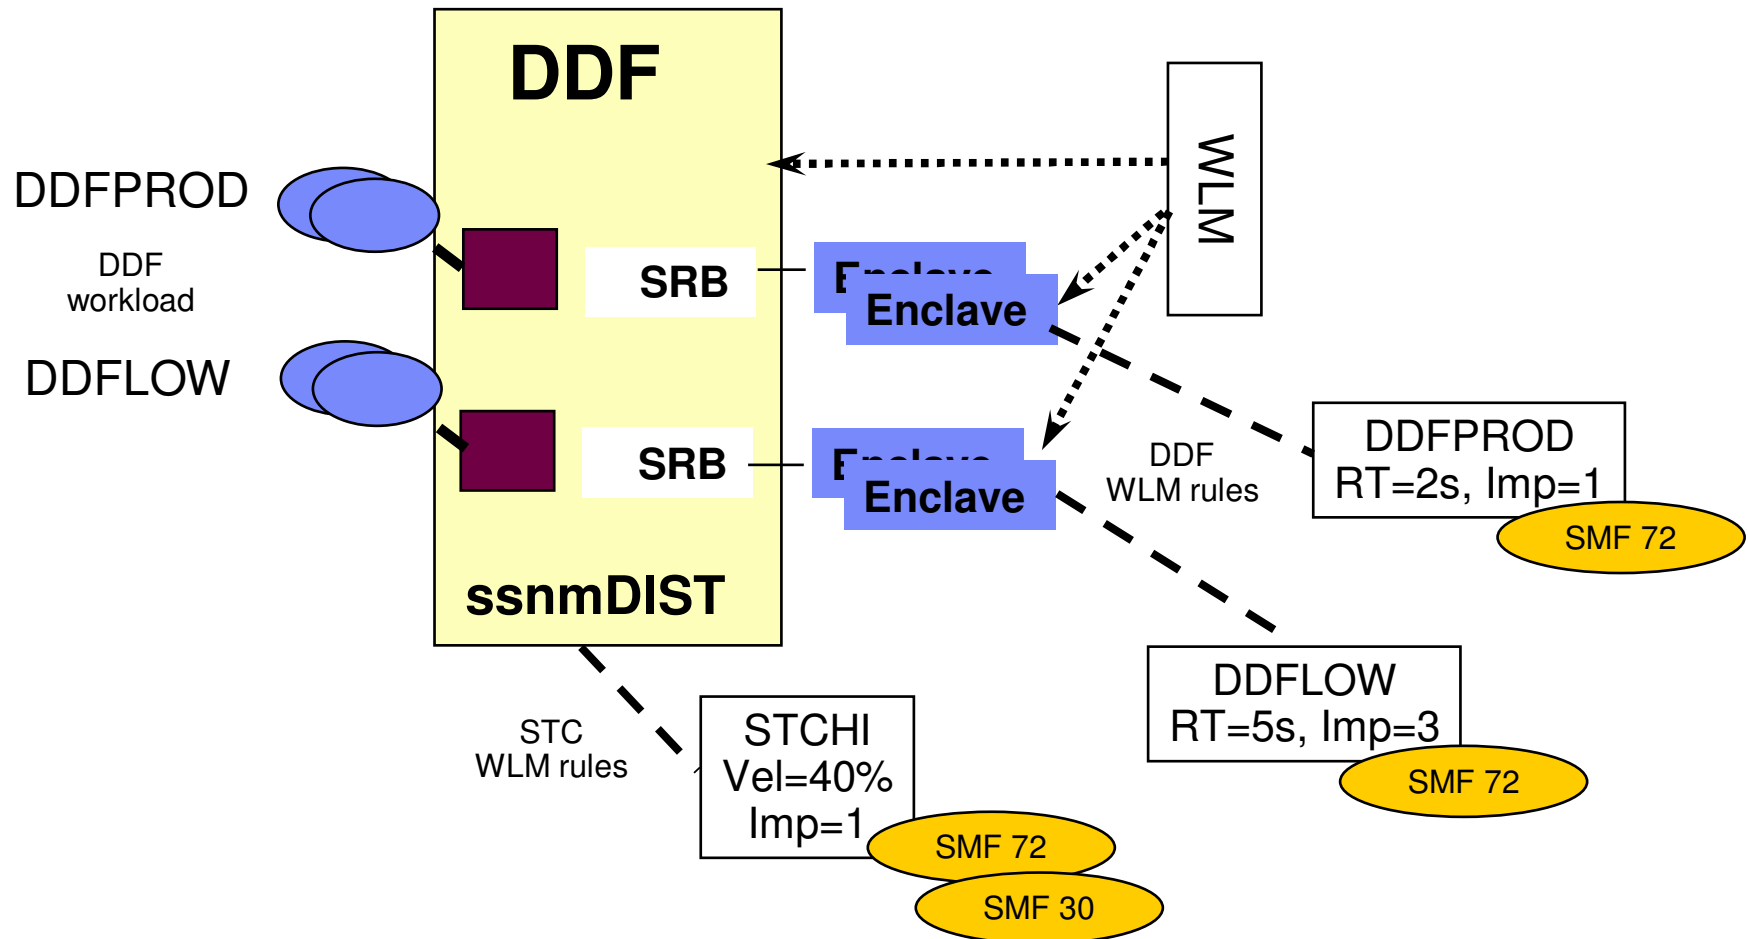 DDF
WLM
DDFPROD
DDF
workload
DDFLOW
SRB
Enclave
Enclave
SRB
Enclave
Enclave
ssnmDIST
DDF
WLM rules
DDFPROD
RT=2s, Imp=1
SMF 72
DDFLOW
RT=5s, Imp=3
SMF 72
STC
WLM rules
STCHI
Vel=40%
Imp=1
SMF 72
SMF 30